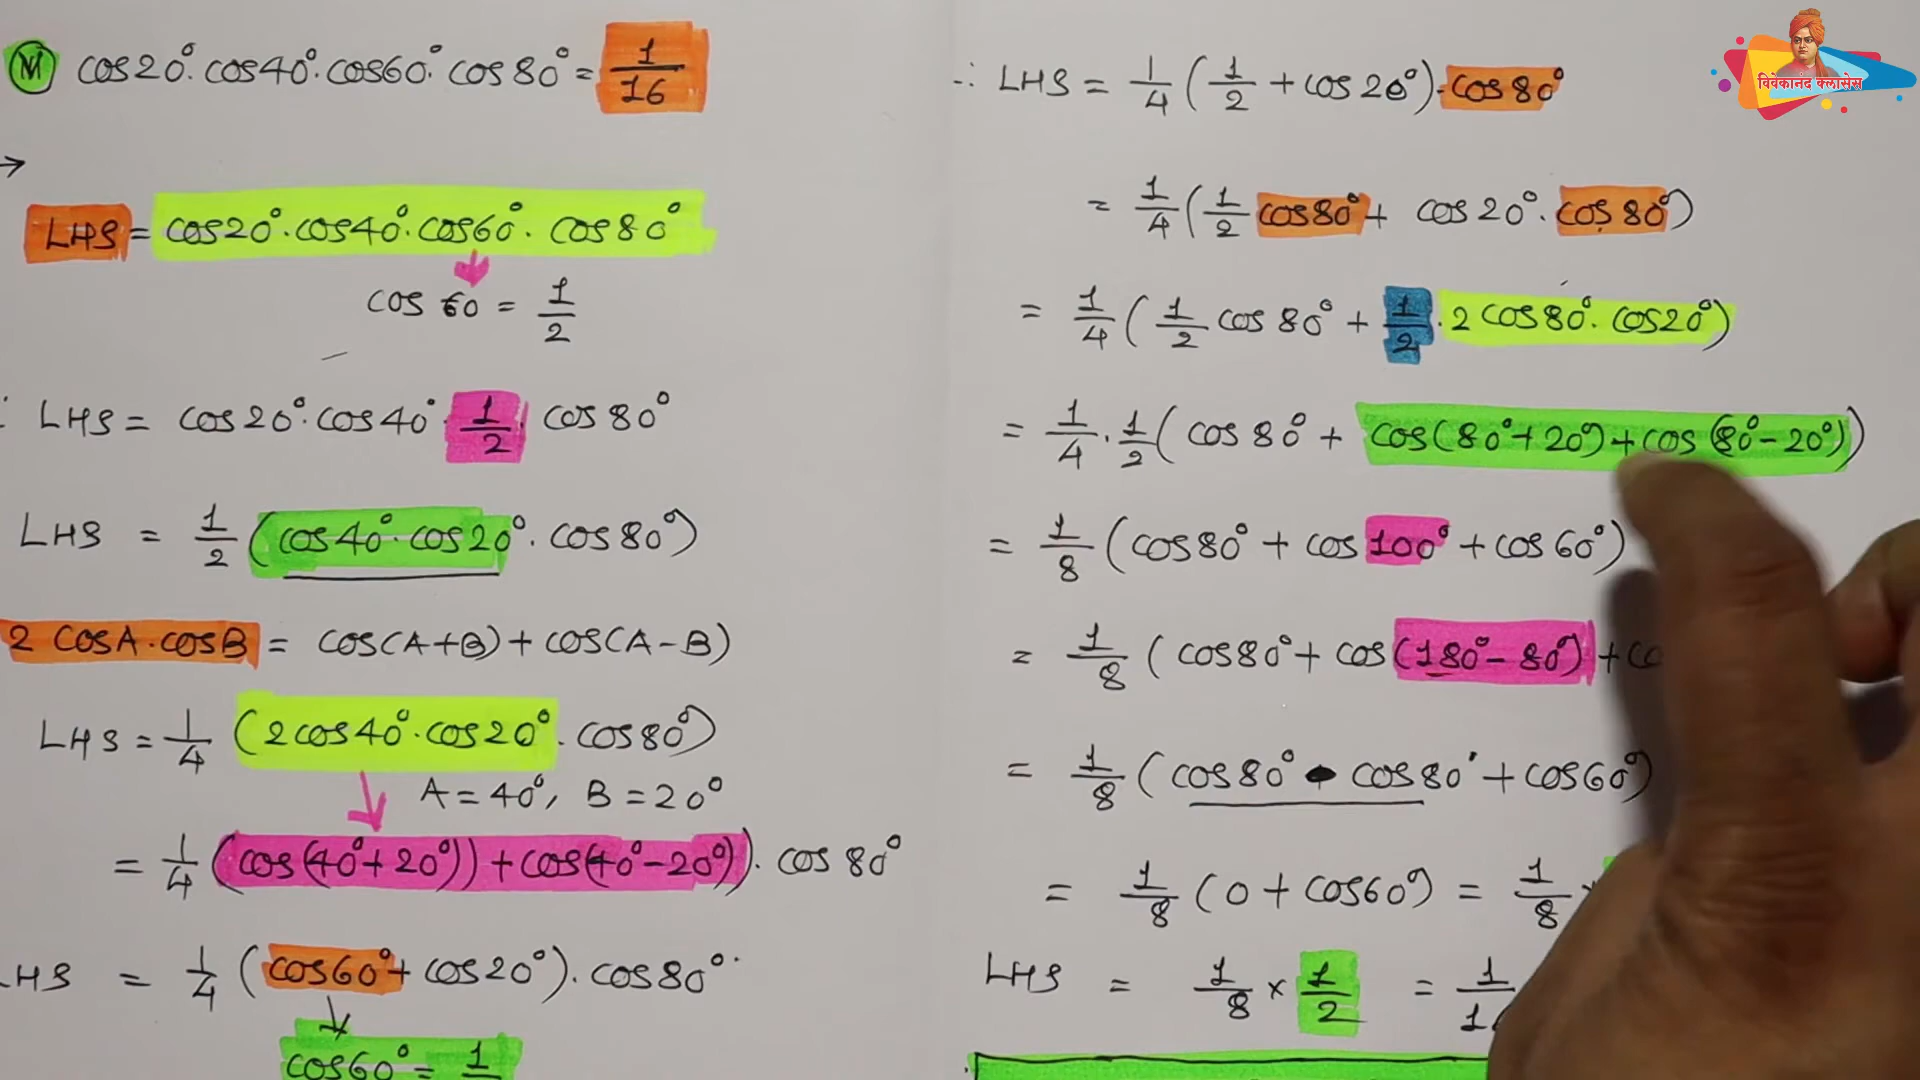 M cos20°.cos40°.cos60°.cos80° = 1/16
→
LHS = cos20°.cos40°.cos60°.cos80°
cos 60 = 1/2
LHS = cos20°.cos40°.1/2.cos80°
LHS = 1/2 (cos40°.cos20°.cos80°)
2 cosA.cosB = cos(A+B)+cos(A-B)
LHS = 1/4 (2cos40°.cos20°.cos80°)
A=40°, B=20°
= 1/4 (cos(40°+20°))+cos(40°-20°)).cos80°
LHS = 1/4 (cos60°+cos20°).cos80°
cos60° = 1
∴ LHS = 1/4 (1/2 + cos20°).cos80°
= 1/4 (1/2 cos80° + cos20°.cos80°)
= 1/4 (1/2 cos80° + 1/2.2cos80°.cos20°)
= 1/4.1/2 (cos80° + cos(80°+20°)+cos(80°-20°))
= 1/8 (cos80° + cos100° + cos60°)
= 1/8 (cos80° + cos(180°-80°) +
= 1/8 (cos80° - cos80° + cos60°)
= 1/8 (0+cos60°) = 1/8 ×
LHS = 1/8 × 1/2 = 1/
विवेकानंद क्लासेस